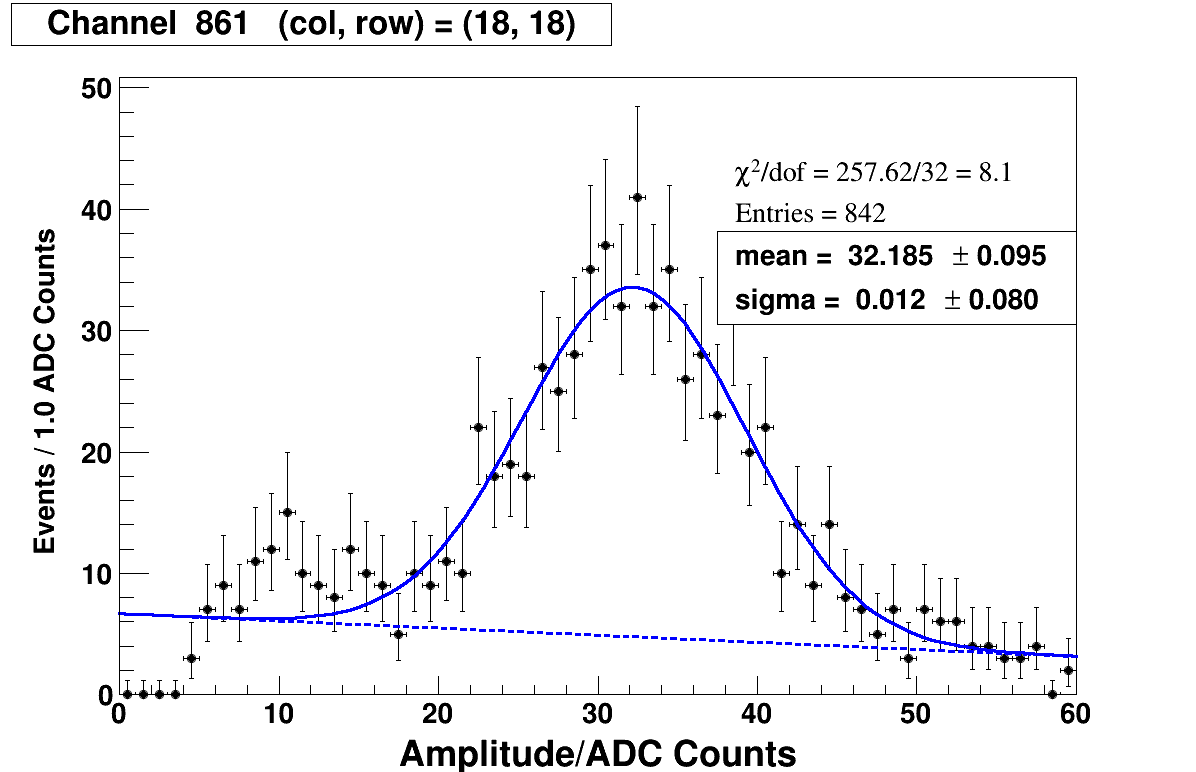 Channel 861 (col, row) = (18, 18)
50
40
30
20
10
0
Events / 1.0 ADC Counts
χ²/dof = 257.62/32 = 8.1
Entries = 842
mean = 32.185 ± 0.095
sigma = 0.012 ± 0.080
0 10 20 30 40 50 60
Amplitude/ADC Counts